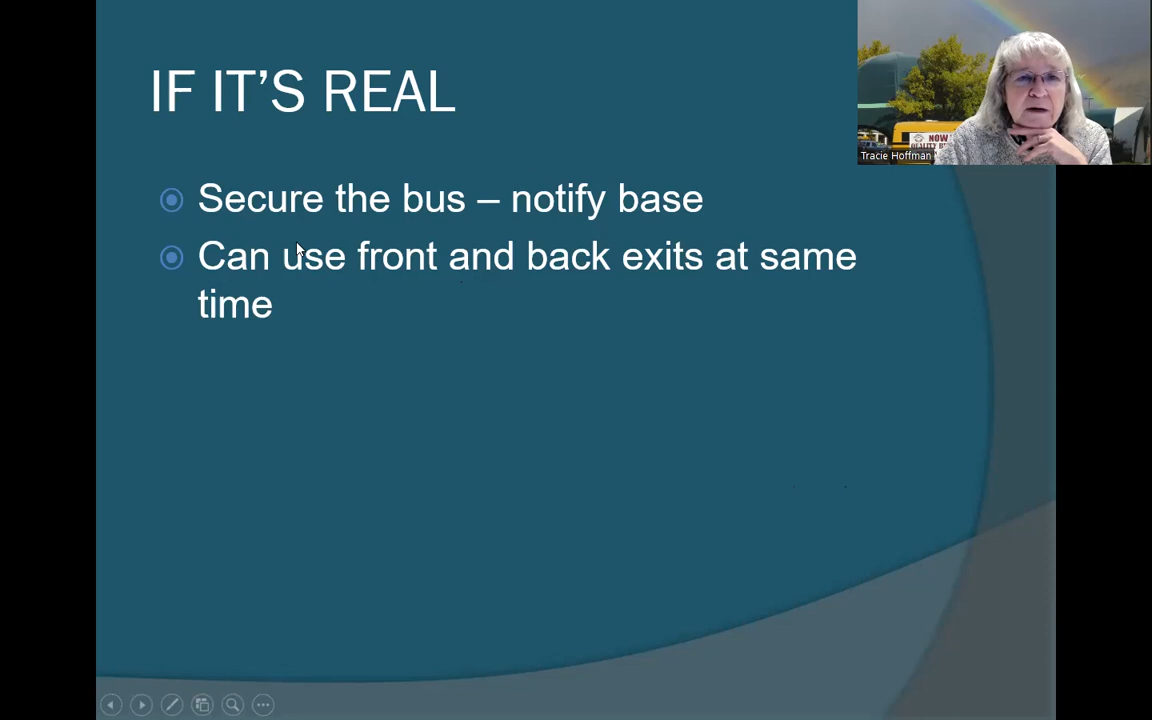 IF IT'S REAL
Secure the bus – notify base
Can use front and back exits at same
time
Tracie Hoffman
NOW